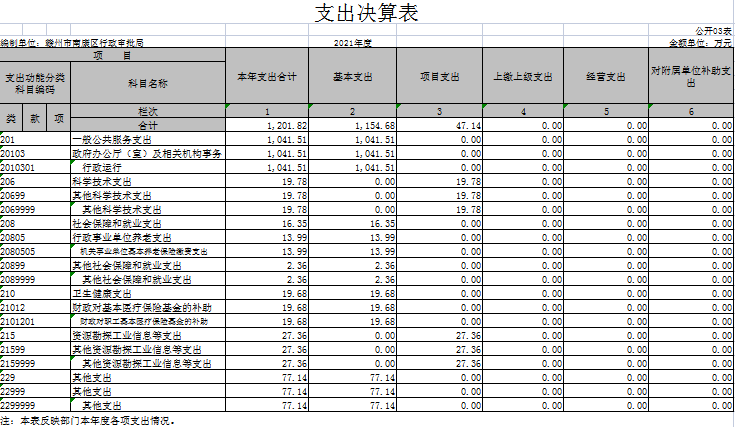 支出决算表
公开03表
编制单位：赣州市南康区行政审批局 2021年度 金额单位：万元
项 目 本年支出合计 基本支出 项目支出 上缴上级支出 经营支出 对附属单位补助支出
支出功能分类科目编码 科目名称
类 款 项 栏次 1 2 3 4 5 6
合计 1,201.82 1,154.68 47.14 0.00 0.00 0.00
201 一般公共服务支出 1,041.51 1,041.51 0.00 0.00 0.00 0.00
20103 政府办公厅（室）及相关机构事务 1,041.51 1,041.51 0.00 0.00 0.00 0.00
2010301 行政运行 1,041.51 1,041.51 0.00 0.00 0.00 0.00
206 科学技术支出 19.78 0.00 19.78 0.00 0.00 0.00
20699 其他科学技术支出 19.78 0.00 19.78 0.00 0.00 0.00
2069999 其他科学技术支出 19.78 0.00 19.78 0.00 0.00 0.00
208 社会保障和就业支出 16.35 16.35 0.00 0.00 0.00 0.00
20805 行政事业单位养老支出 13.99 13.99 0.00 0.00 0.00 0.00
2080505 机关事业单位基本养老保险缴费支出 13.99 13.99 0.00 0.00 0.00 0.00
20899 其他社会保障和就业支出 2.36 2.36 0.00 0.00 0.00 0.00
2089999 其他社会保障和就业支出 2.36 2.36 0.00 0.00 0.00 0.00
210 卫生健康支出 19.68 19.68 0.00 0.00 0.00 0.00
21012 财政对基本医疗保险基金的补助 19.68 19.68 0.00 0.00 0.00 0.00
2101201 财政对职工基本医疗保险基金的补助 19.68 19.68 0.00 0.00 0.00 0.00
215 资源勘探工业信息等支出 27.36 0.00 27.36 0.00 0.00 0.00
21599 其他资源勘探工业信息等支出 27.36 0.00 27.36 0.00 0.00 0.00
2159999 其他资源勘探工业信息等支出 27.36 0.00 27.36 0.00 0.00 0.00
229 其他支出 77.14 77.14 0.00 0.00 0.00 0.00
22999 其他支出 77.14 77.14 0.00 0.00 0.00 0.00
2299999 其他支出 77.14 77.14 0.00 0.00 0.00 0.00
注：本表反映部门本年度各项支出情况。